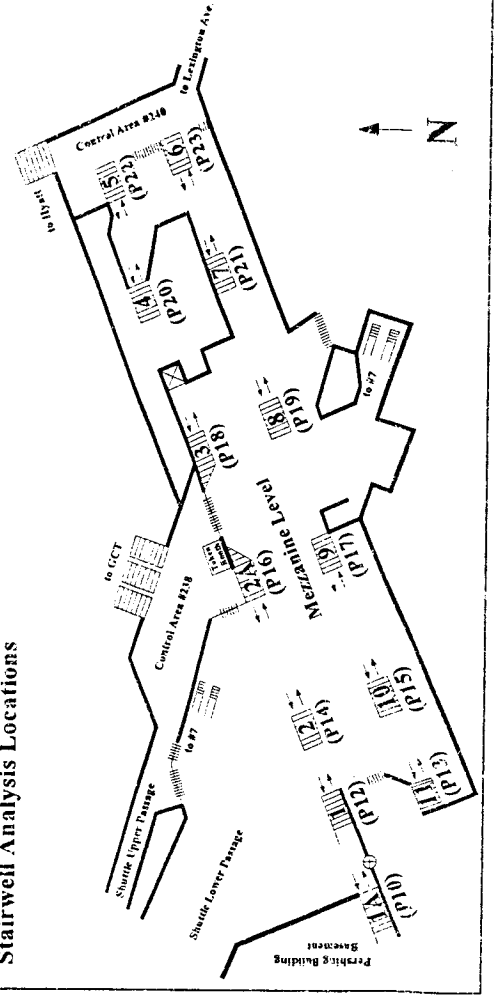 Stairwell Analysis Locations
to Hyatt
Control Area #240
to Lexington Ave.
5
(P22)
6
(P23)
4
(P20)
7
(P21)
3
(P18)
8
(P19)
to #7
to GCT
Control Area #238
Token
Booth
2A
(P16)
Mezzanine Level
9
(P17)
to #7
Shuttle Upper Passage
Shuttle Lower Passage
2
(P14)
10
(P15)
1
(P12)
11
(P13)
1A
(P10)
Pershing Building
Basement
N